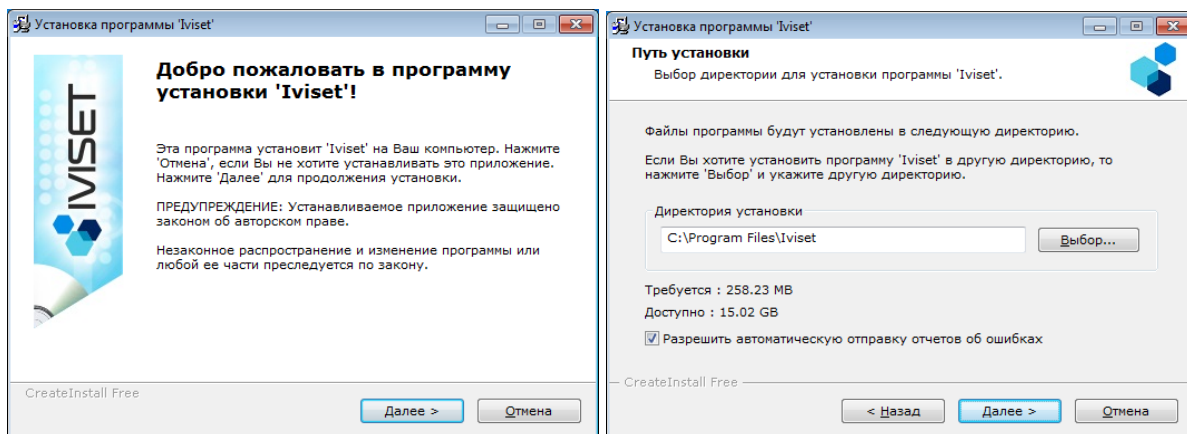 Установка программы 'Iviset'
IVISET
Добро пожаловать в программу
установки 'Iviset'!
Эта программа установит 'Iviset' на Ваш компьютер. Нажмите
'Отмена', если Вы не хотите устанавливать это приложение.
Нажмите 'Далее' для продолжения установки.
ПРЕДУПРЕЖДЕНИЕ: Устанавливаемое приложение защищено
законом об авторском праве.
Незаконное распространение и изменение программы или
любой ее части преследуется по закону.
CreateInstall Free
Далее >
Отмена
Установка программы 'Iviset'
Путь установки
Выбор директории для установки программы 'Iviset'.
Файлы программы будут установлены в следующую директорию.
Если Вы хотите установить программу 'Iviset' в другую директорию, то
нажмите 'Выбор' и укажите другую директорию.
Директория установки
C:\Program Files\Iviset
Выбор...
Требуется : 258.23 MB
Доступно : 15.02 GB
Разрешить автоматическую отправку отчетов об ошибках
CreateInstall Free
< Назад
Далее >
Отмена